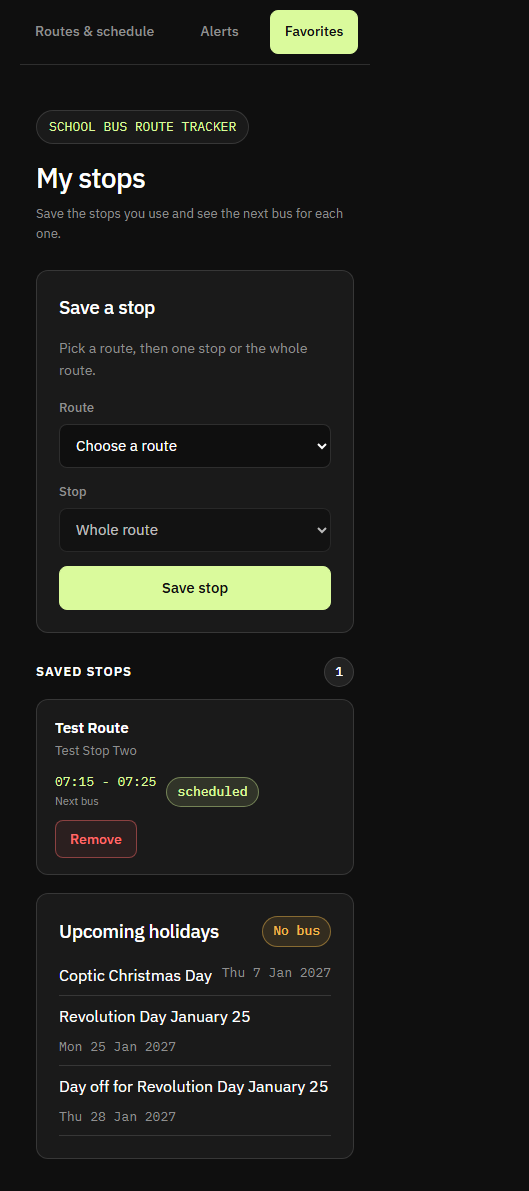 Routes & schedule Alerts Favorites
SCHOOL BUS ROUTE TRACKER
My stops
Save the stops you use and see the next bus for each
one.
Save a stop
Pick a route, then one stop or the whole
route.
Route
Choose a route
Stop
Whole route
Save stop
SAVED STOPS 1
Test Route
Test Stop Two
07:15 - 07:25 scheduled
Next bus
Remove
Upcoming holidays No bus
Coptic Christmas Day Thu 7 Jan 2027
Revolution Day January 25
Mon 25 Jan 2027
Day off for Revolution Day January 25
Thu 28 Jan 2027